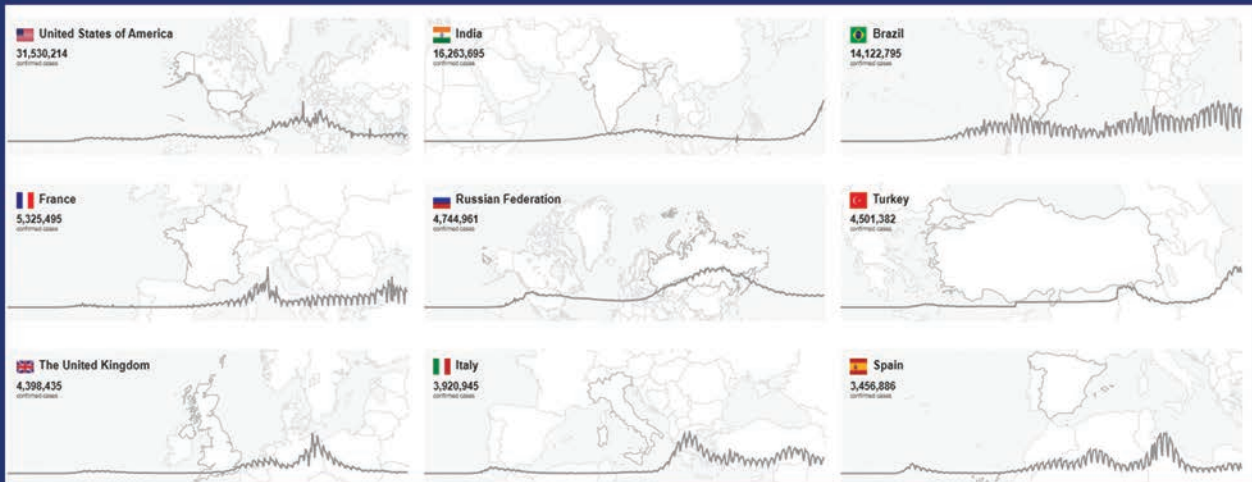 United States of America
31,530,214
confirmed cases
India
16,263,695
confirmed cases
Brazil
14,122,795
confirmed cases
France
5,325,495
confirmed cases
Russian Federation
4,744,961
confirmed cases
Turkey
4,501,382
confirmed cases
The United Kingdom
4,398,435
confirmed cases
Italy
3,920,945
confirmed cases
Spain
3,456,886
confirmed cases